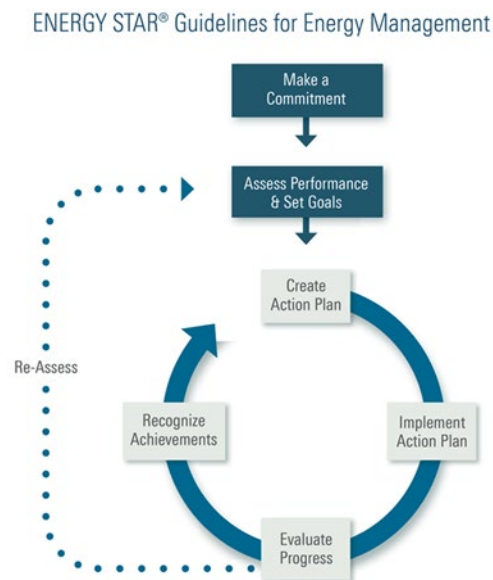 ENERGY STAR® Guidelines for Energy Management
Make a
Commitment
Assess Performance
& Set Goals
Create
Action Plan
Re-Assess
Recognize
Achievements
Implement
Action Plan
Evaluate
Progress